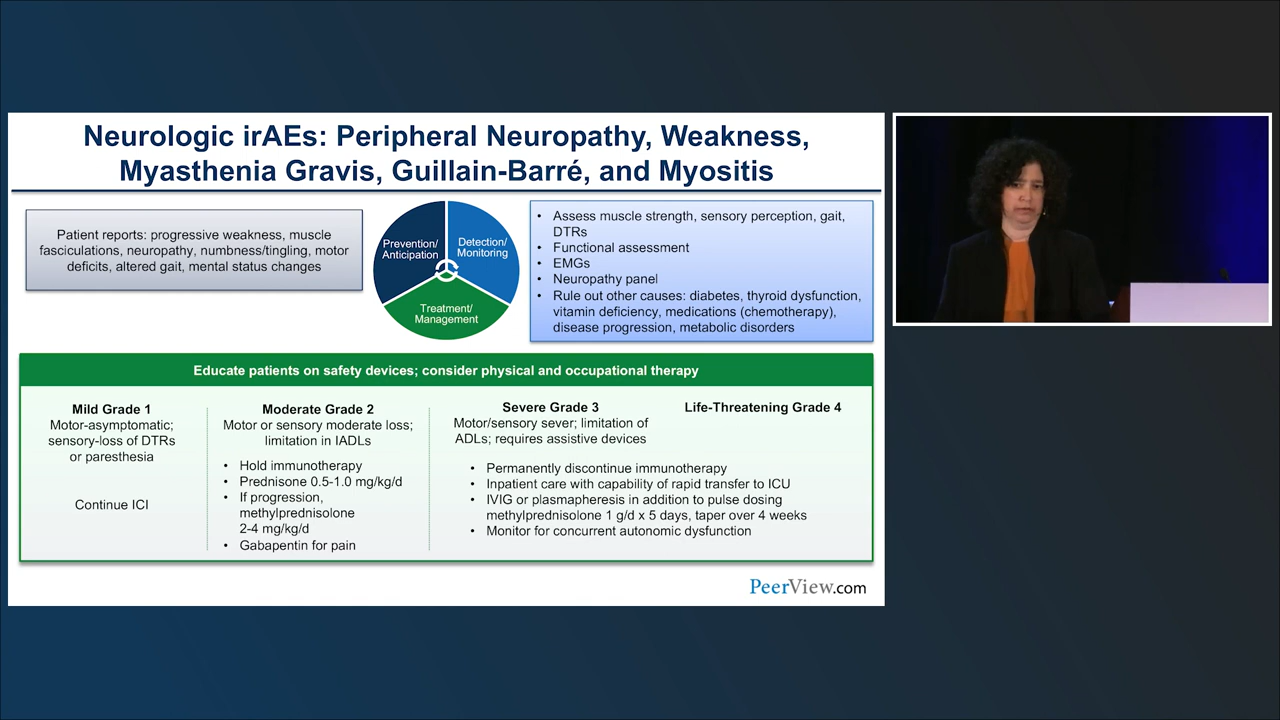 Neurologic irAEs: Peripheral Neuropathy, Weakness,
Myasthenia Gravis, Guillain-Barré, and Myositis
Patient reports: progressive weakness, muscle
fasciculations, neuropathy, numbness/tingling, motor
deficits, altered gait, mental status changes
Prevention/
Anticipation
Detection/
Monitoring
Treatment/
Management
• Assess muscle strength, sensory perception, gait,
DTRs
• Functional assessment
• EMGs
• Neuropathy panel
• Rule out other causes: diabetes, thyroid dysfunction,
vitamin deficiency, medications (chemotherapy),
disease progression, metabolic disorders
Educate patients on safety devices; consider physical and occupational therapy
Mild Grade 1
Motor-asymptomatic;
sensory-loss of DTRs
or paresthesia
Continue ICI
Moderate Grade 2
Motor or sensory moderate loss;
limitation in IADLs
• Hold immunotherapy
• Prednisone 0.5-1.0 mg/kg/d
• If progression,
methylprednisolone
2-4 mg/kg/d
• Gabapentin for pain
Severe Grade 3
Motor/sensory sever; limitation of
ADLs; requires assistive devices
Life-Threatening Grade 4
• Permanently discontinue immunotherapy
• Inpatient care with capability of rapid transfer to ICU
• IVIG or plasmapheresis in addition to pulse dosing
methylprednisolone 1 g/d x 5 days, taper over 4 weeks
• Monitor for concurrent autonomic dysfunction
PeerView.com